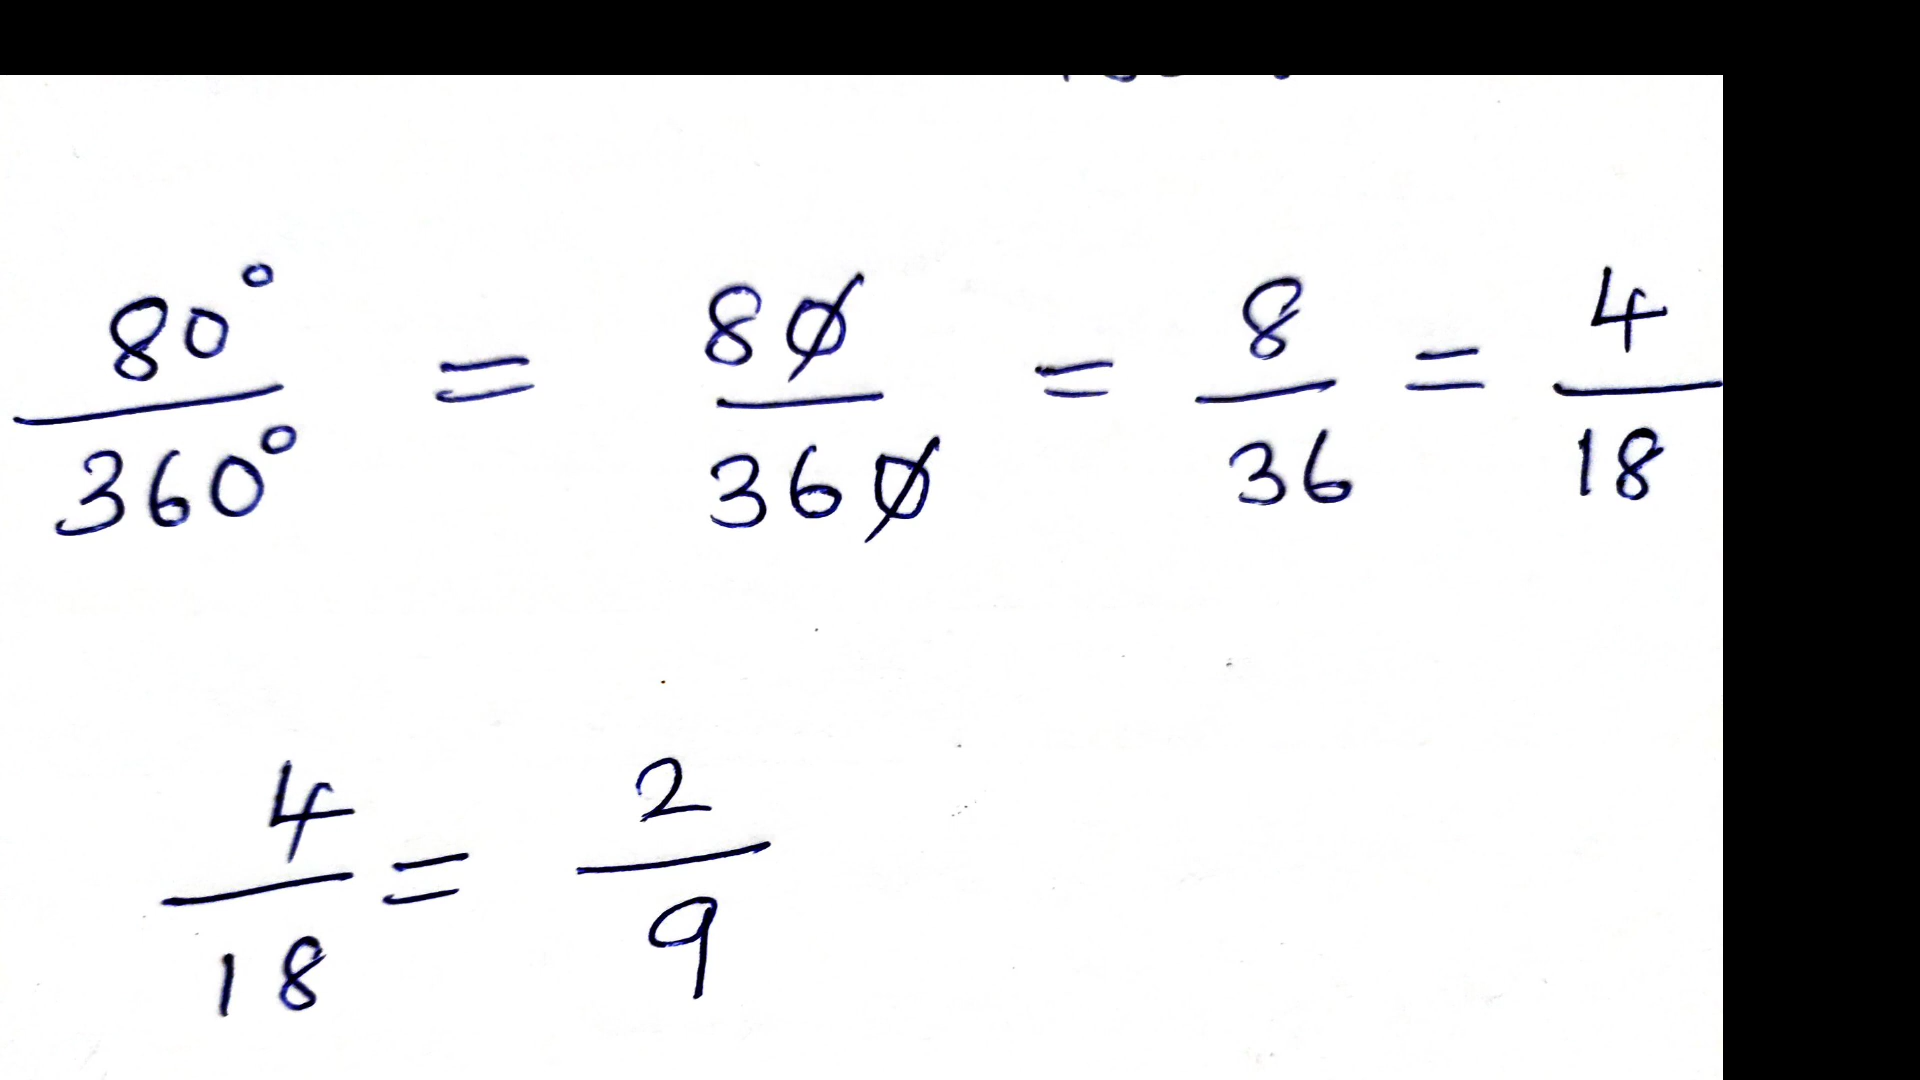 80°/360° = 80/360 = 8/36 = 4/18
4/18 = 2/9